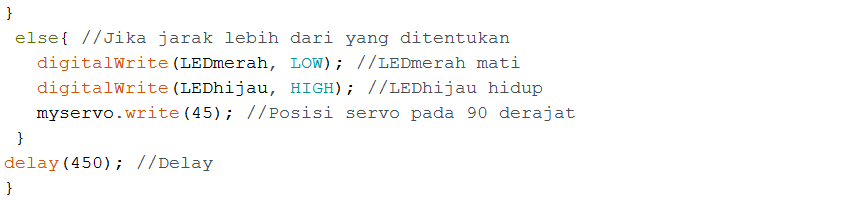 }
 else{ //Jika jarak lebih dari yang ditentukan
   digitalWrite(LEDmerah, LOW); //LEDmerah mati
   digitalWrite(LEDhijau, HIGH); //LEDhijau hidup
   myservo.write(45); //Posisi servo pada 90 derajat
 }
delay(450); //Delay
}